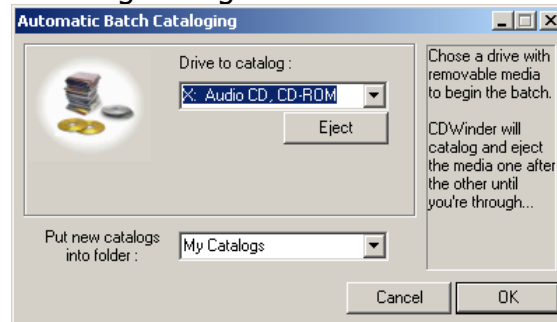 Automatic Batch Cataloging
Drive to catalog :
X: Audio CD, CD-ROM
Eject
Chose a drive with
removable media
to begin the batch.
CDWinder will
catalog and eject
the media one after
the other until
you're through...
Put new catalogs
into folder :
My Catalogs
Cancel
OK